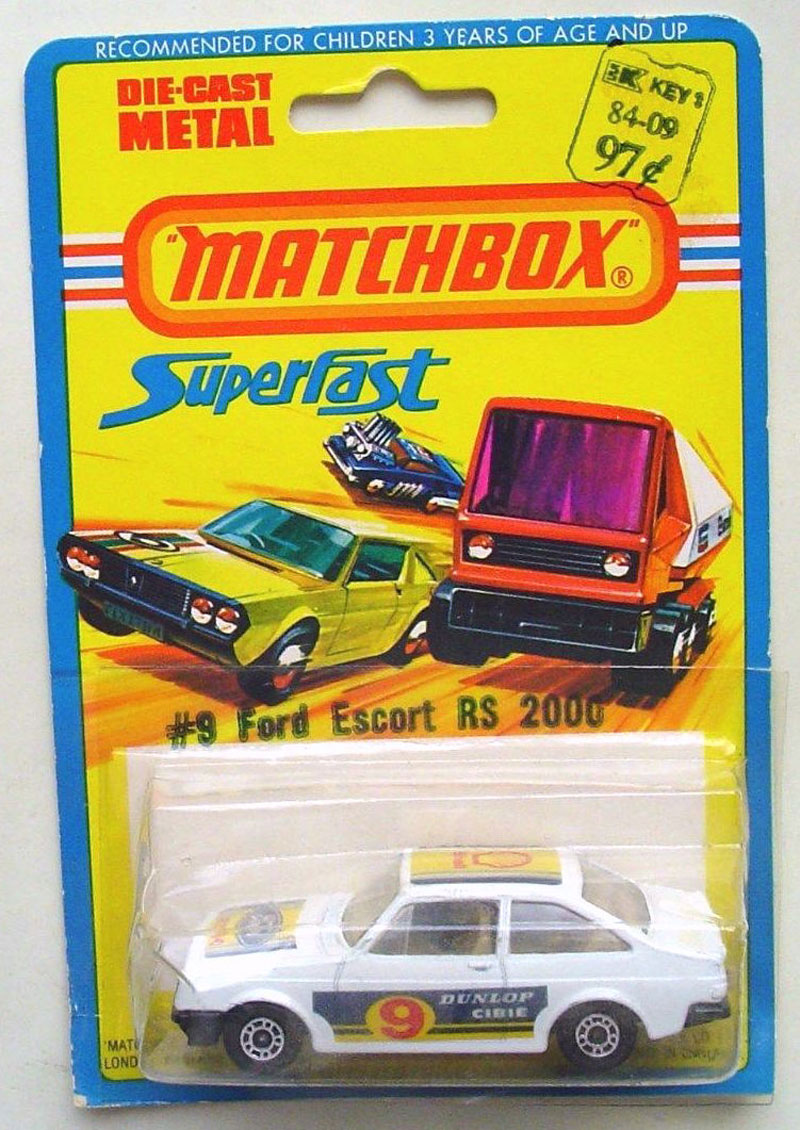 RECOMMENDED FOR CHILDREN 3 YEARS OF AGE AND UP
DIE-CAST
METAL
K KEY:
84-09
97¢
"MATCHBOX"®
Superfast
#9 Ford Escort RS 2000
9 DUNLOP
CIBIE
LOND